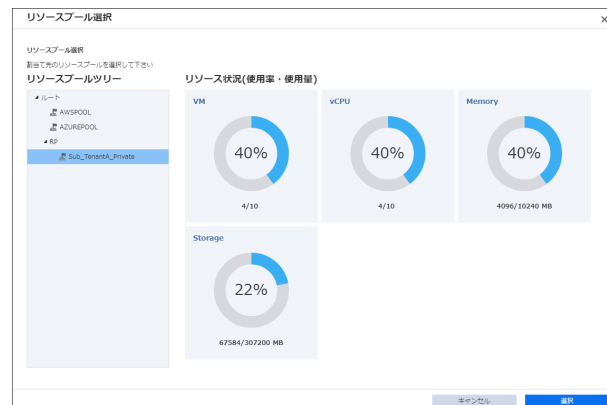 リソースプール選択
リソースプール選択
割当て先のリソースプールを選択して下さい
リソースプールツリー
ルート
AWSPOOL
AZUREPOOL
RP
Sub_TenantA_Private
リソース状況(使用率・使用量)
VM
40%
4/10
vCPU
40%
4/10
Memory
40%
4096/10240 MB
Storage
22%
67584/307200 MB
キャンセル
選択